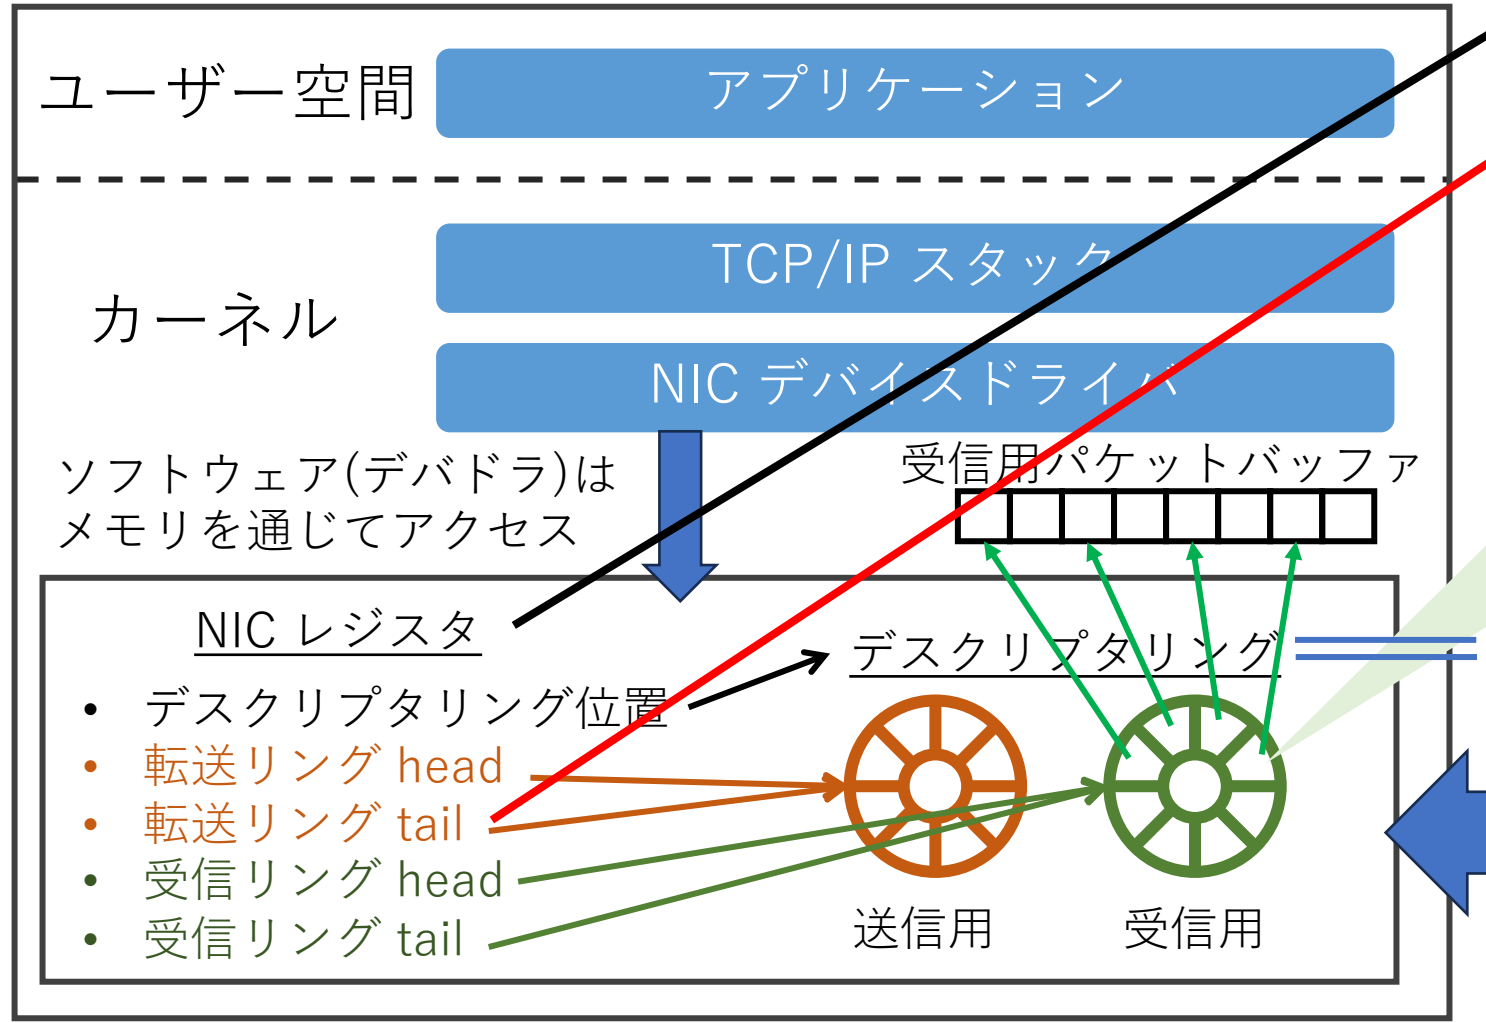 ユーザー空間
アプリケーション
カーネル
TCP/IP スタック
NIC デバイスドライバ
ソフトウェア(デバドラ)は
メモリを通じてアクセス
受信用パケットバッファ
NIC レジスタ
• デスクリプタリング位置
• 転送リング head
• 転送リング tail
• 受信リング head
• 受信リング tail
デスクリプタリング
送信用
受信用